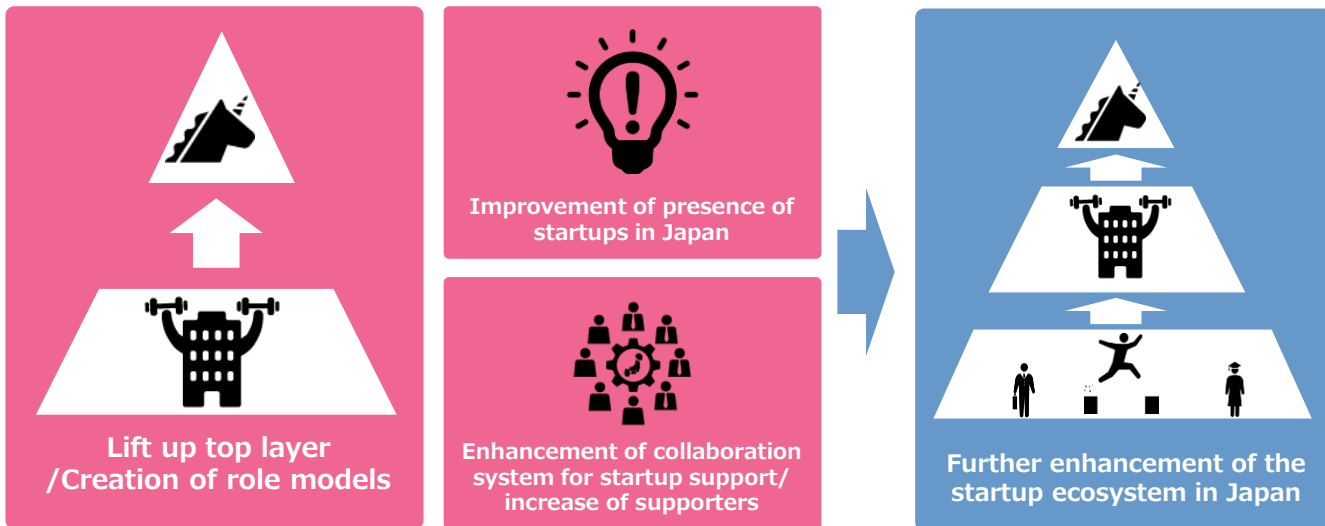 Lift up top layer
/Creation of role models
Improvement of presence of
startups in Japan
Enhancement of collaboration
system for startup support/
increase of supporters
Further enhancement of the
startup ecosystem in Japan